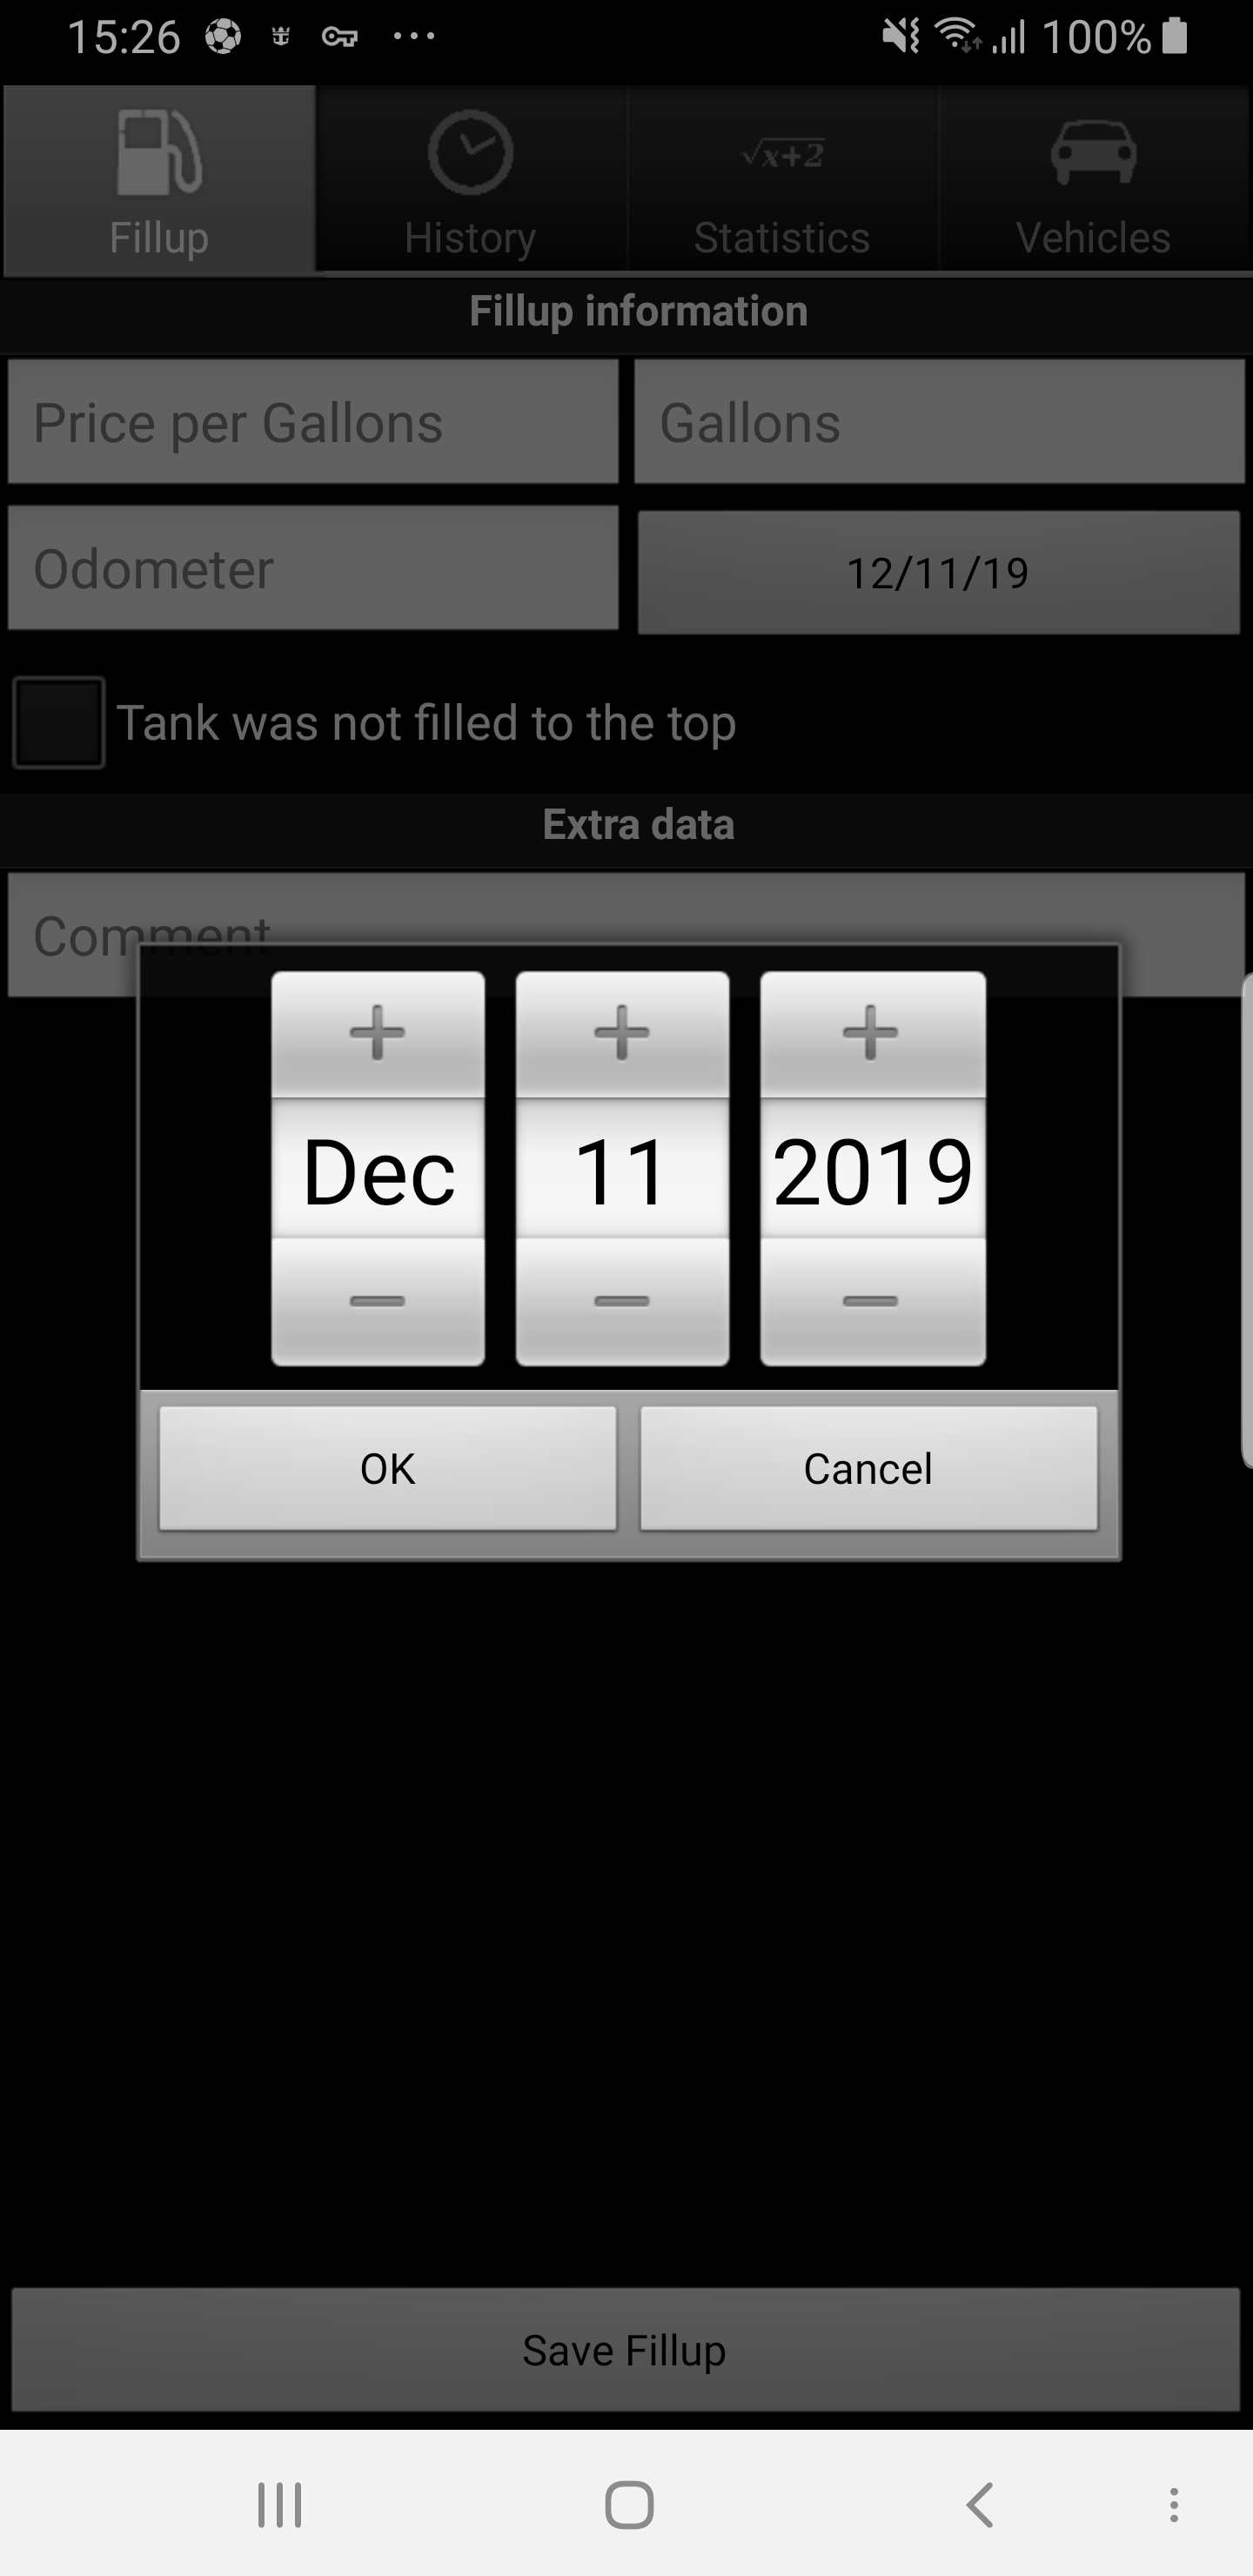 15:26 100%
√x+2
Fillup History Statistics Vehicles
Fillup information
Price per Gallons Gallons
Odometer 12/11/19
Tank was not filled to the top
Extra data
Comment
Dec 11 2019
OK Cancel
Save Fillup